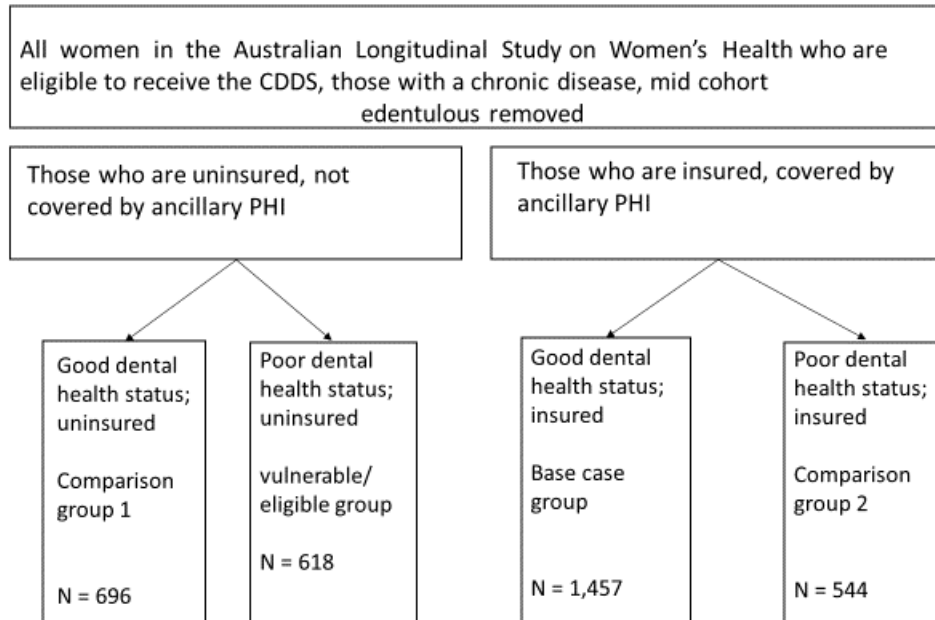 All women in the Australian Longitudinal Study on Women's Health who are
eligible to receive the CDDS, those with a chronic disease, mid cohort
edentulous removed
Those who are uninsured, not
covered by ancillary PHI
Those who are insured, covered by
ancillary PHI
Good dental
health status;
uninsured
Comparison
group 1
N = 696
Poor dental
health status;
uninsured
vulnerable/
eligible group
N = 618
Good dental
health status;
insured
Base case
group
N = 1,457
Poor dental
health status;
insured
Comparison
group 2
N = 544